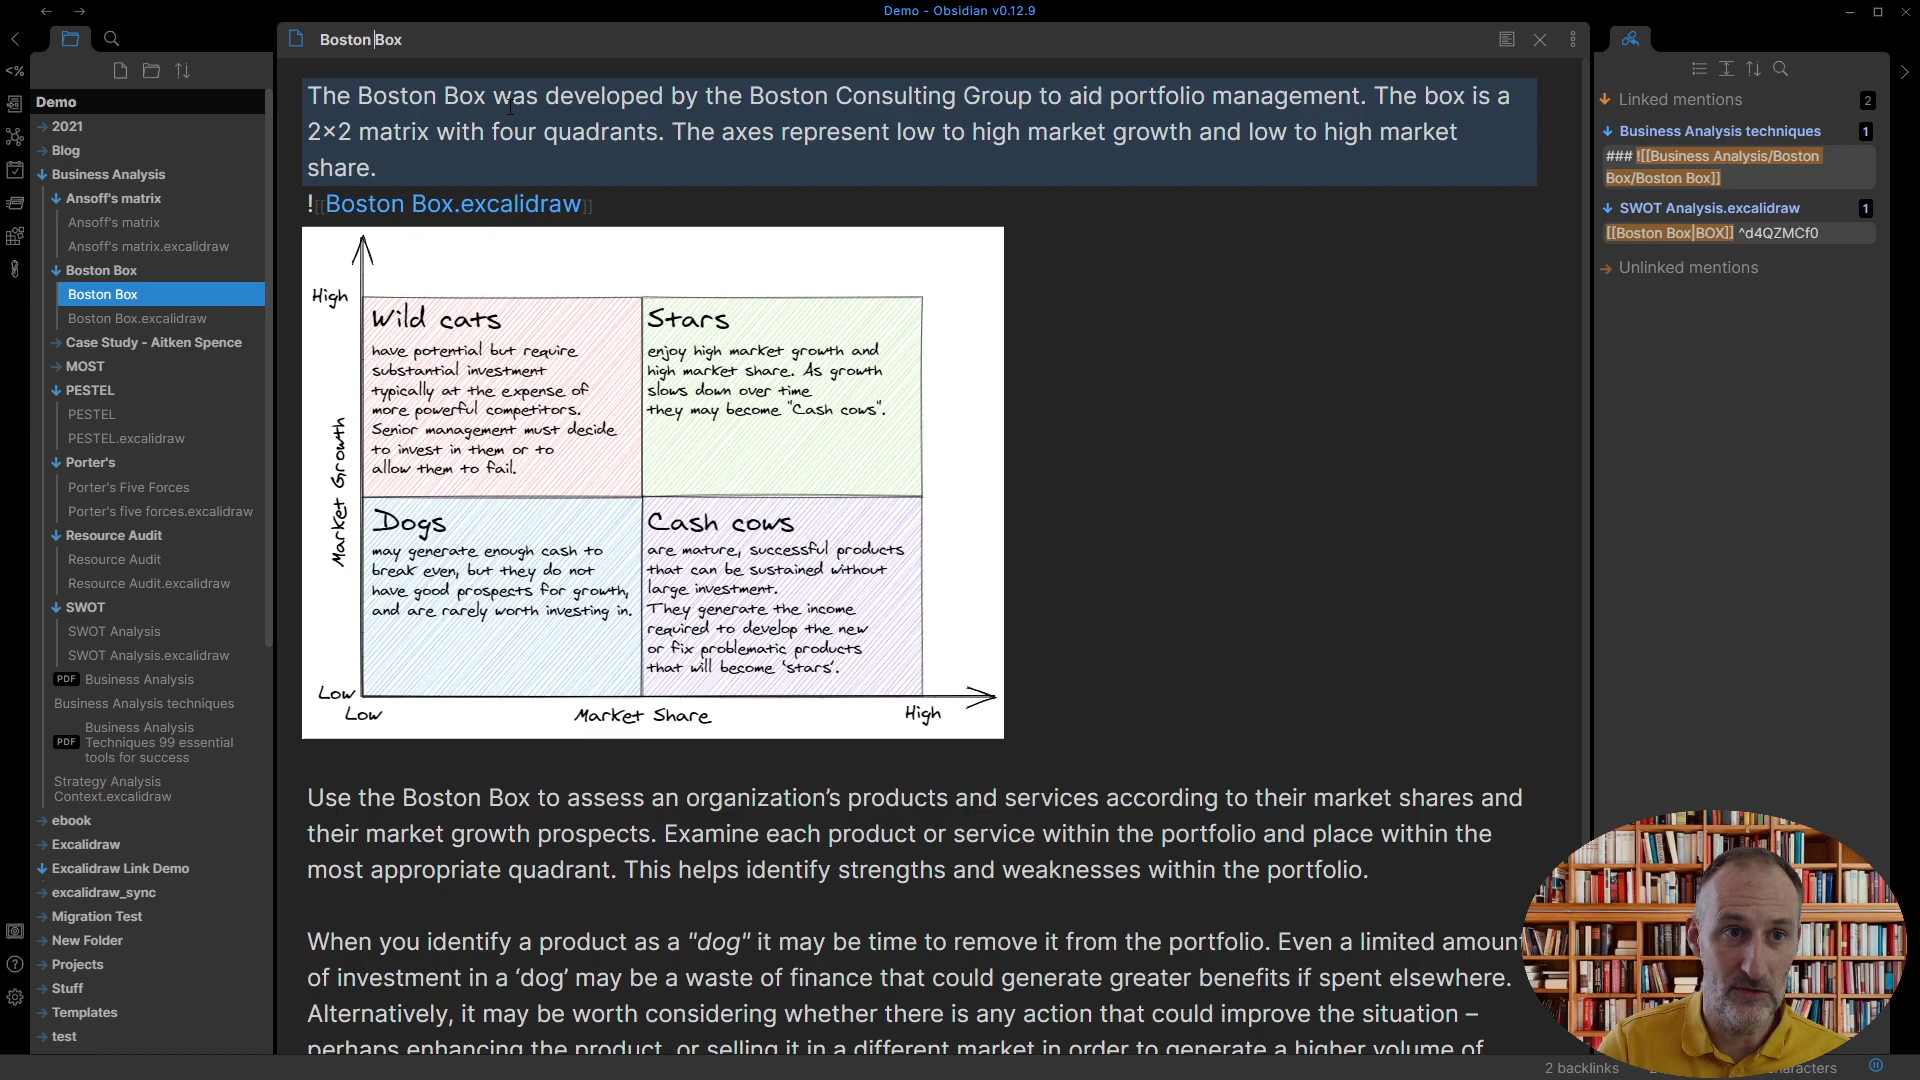 Demo - Obsidian v0.12.9
Boston Box
Demo
2021
Blog
Business Analysis
Ansoff's matrix
Ansoff's matrix
Ansoff's matrix.excalidraw
Boston Box
Boston Box
Boston Box.excalidraw
Case Study - Aitken Spence
MOST
PESTEL
PESTEL
PESTEL.excalidraw
Porter's
Porter's Five Forces
Porter's five forces.excalidraw
Resource Audit
Resource Audit
Resource Audit.excalidraw
SWOT
SWOT Analysis
SWOT Analysis.excalidraw
PDF Business Analysis
Business Analysis techniques
PDF Business Analysis
Techniques 99 essential
tools for success
Strategy Analysis
Context.excalidraw
ebook
Excalidraw
Excalidraw Link Demo
excalidraw_sync
Migration Test
New Folder
Projects
Stuff
Templates
test
The Boston Box was developed by the Boston Consulting Group to aid portfolio management. The box is a
2×2 matrix with four quadrants. The axes represent low to high market growth and low to high market
share.
![[Boston Box.excalidraw]]
High
Market Growth
Low
Wild cats
have potential but require
substantial investment
typically at the expense of
more powerful competitors.
Senior management must decide
to invest in them or to
allow them to fail.
Stars
enjoy high market growth and
high market share. As growth
slows down over time
they may become "Cash cows".
Dogs
may generate enough cash to
break even, but they do not
have good prospects for growth,
and are rarely worth investing in.
Cash cows
are mature, successful products
that can be sustained without
large investment.
They generate the income
required to develop the new
or fix problematic products
that will become 'stars'.
Low
Market Share
High
Use the Boston Box to assess an organization’s products and services according to their market shares and
their market growth prospects. Examine each product or service within the portfolio and place within the
most appropriate quadrant. This helps identify strengths and weaknesses within the portfolio.
When you identify a product as a "dog" it may be time to remove it from the portfolio. Even a limited amount
of investment in a ‘dog’ may be a waste of finance that could generate greater benefits if spent elsewhere.
Alternatively, it may be worth considering whether there is any action that could improve the situation –
perhaps enhancing the product, or selling it in a different market in order to generate a higher volume of
Linked mentions 2
Business Analysis techniques 1
### ![[Business Analysis/Boston
Box/Boston Box]]
SWOT Analysis.excalidraw 1
[[Boston Box|BOX]] ^d4QZMCf0
Unlinked mentions
2 backlinks